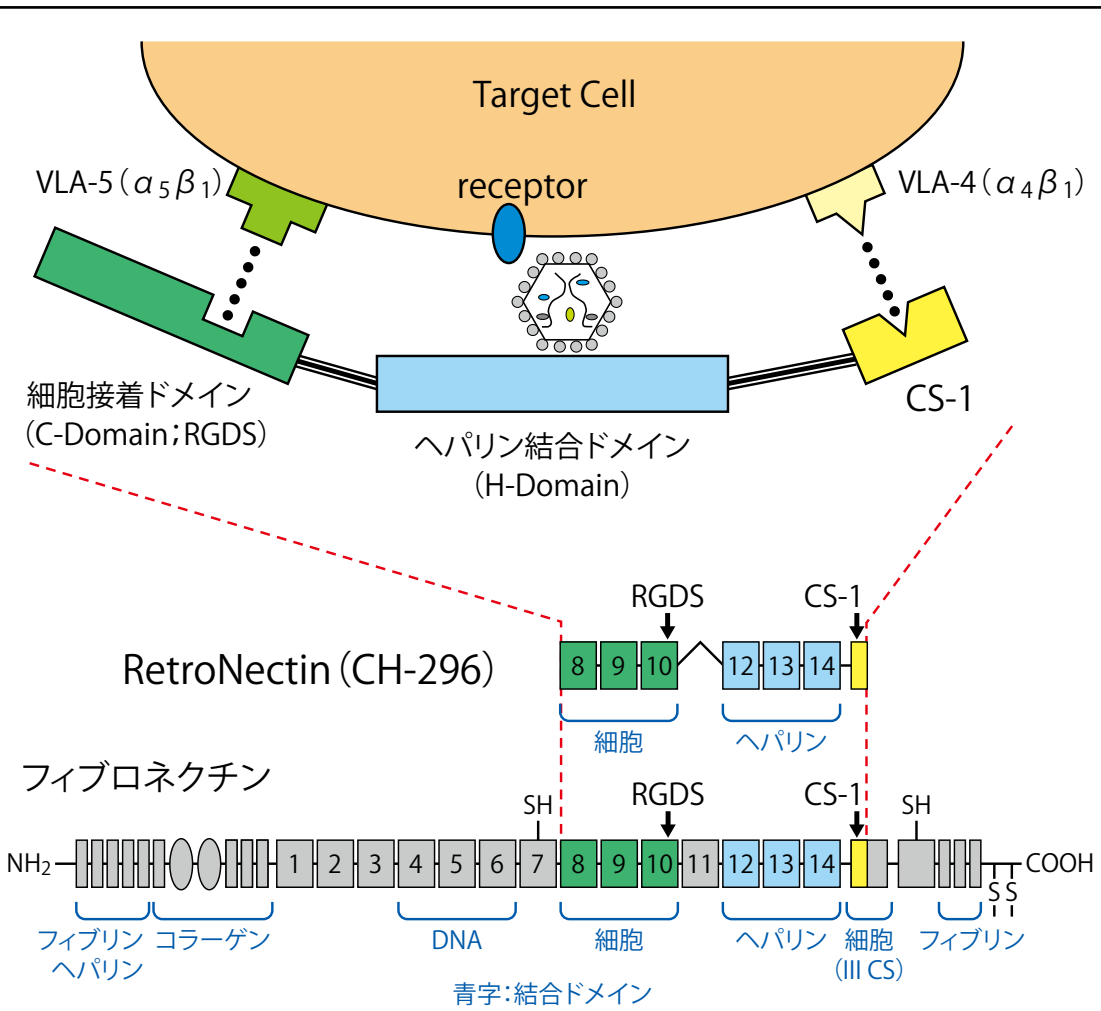 Target Cell
VLA-5(α5β1)
receptor
VLA-4(α4β1)
細胞接着ドメイン
(C-Domain;RGDS)
CS-1
ヘパリン結合ドメイン
(H-Domain)
RGDS
CS-1
RetroNectin(CH-296)
8 9 10 12 13 14
細胞
ヘパリン
フィブロネクチン
RGDS
CS-1
SH
SH
NH2
1 2 3 4 5 6 7 8 9 10 11 12 13 14
COOH
S S
フィブリン
ヘパリン
コラーゲン
DNA
細胞
ヘパリン
細胞
(III CS)
フィブリン
青字:結合ドメイン